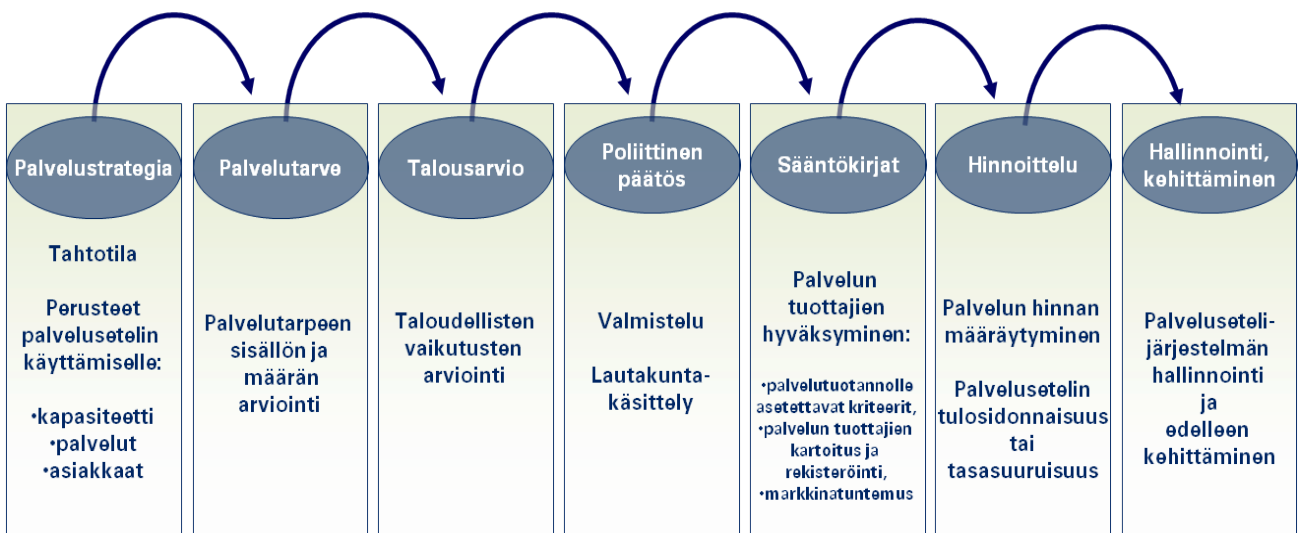 Palvelustrategia
Tahtotila
Perusteet
palvelusetelin
käyttämiselle:
•kapasiteetti
•palvelut
•asiakkaat
Palvelutarve
Palvelutarpeen
sisällön ja
määrän
arviointi
Talousarvio
Taloudellisten
vaikutusten
arviointi
Poliittinen
päätös
Valmistelu
Lautakunta-
käsittely
Sääntökirjat
Palvelun
tuottajien
hyväksyminen:
•palvelutuotannolle
asetettavat kriteerit,
•palvelun tuottajien
kartoitus ja
rekisteröinti,
•markkinatuntemus
Hinnoittelu
Palvelun hinnan
määräytyminen
Palvelusetelin
tulosidonnaisuus
tai
tasasuuruisuus
Hallinnointi,
kehittäminen
Palveluseteli-
järjestelmän
hallinnointi
ja
edelleen
kehittäminen